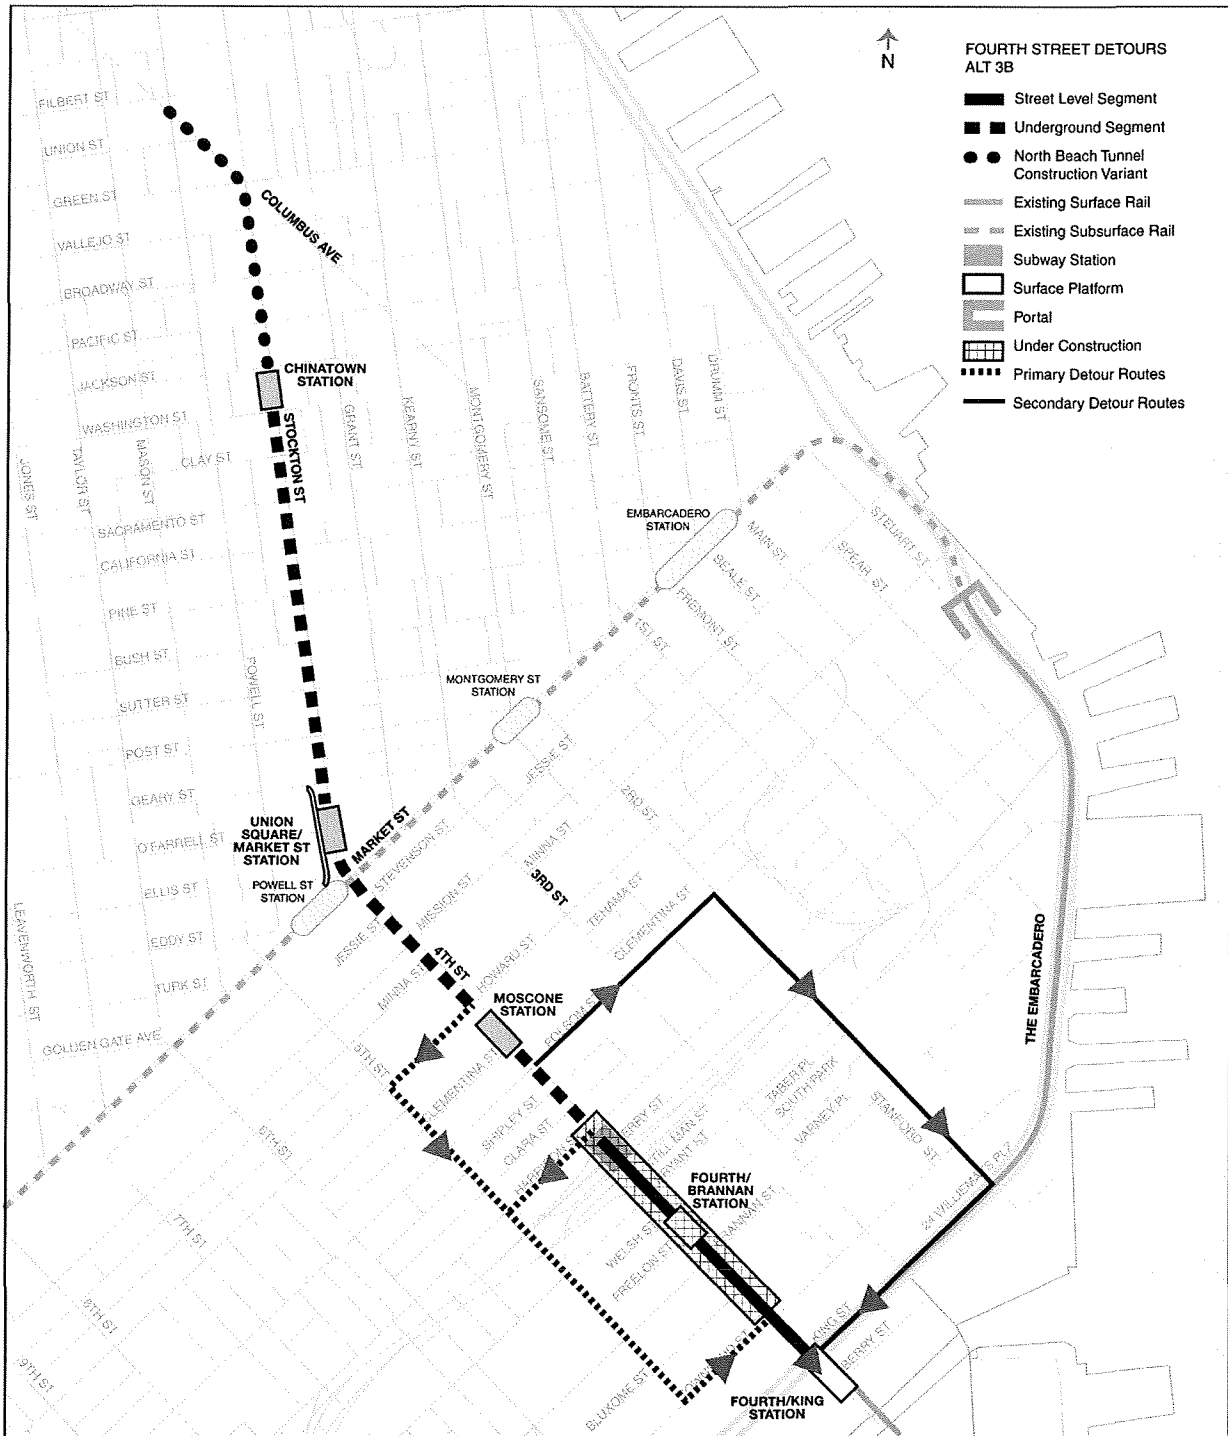 N
FOURTH STREET DETOURS
ALT 3B
Street Level Segment
Underground Segment
North Beach Tunnel
Construction Variant
Existing Surface Rail
Existing Subsurface Rail
Subway Station
Surface Platform
Portal
Under Construction
Primary Detour Routes
Secondary Detour Routes
FILBERT ST
UNION ST
GREEN ST
VALLEJO ST
BROADWAY ST
PACIFIC ST
JACKSON ST
WASHINGTON ST
CLAY ST
SACRAMENTO ST
CALIFORNIA ST
PINE ST
BUSH ST
SUTTER ST
POST ST
GEARY ST
O'FARRELL ST
ELLIS ST
EDDY ST
TURK ST
GOLDEN GATE AVE
COLUMBUS AVE
CHINATOWN
STATION
STOCKTON ST
JONES ST
TAYLOR ST
MASON ST
POWELL ST
LEAVENWORTH ST
GRANT ST
KEARNY ST
MONTGOMERY ST
SANSOME ST
BATTERY ST
FRONTS ST
DAVIS ST
DRUMM ST
EMBARCADERO
STATION
MAIN ST
BEALE ST
FREMONT ST
1ST ST
SPEAR ST
STEUART ST
MONTGOMERY ST
STATION
JESSIE ST
2RD ST
UNION
SQUARE/
MARKET ST
STATION
MARKET ST
POWELL ST
STATION
STEVENSON ST
MISSION ST
MINNA ST
3RD ST
TEHAMA ST
CLEMENTINA ST
JESSIE ST
MINNA ST
4TH ST
HOWARD ST
MOSCONE
STATION
FOLSOM ST
THE EMBARCADERO
5TH ST
6TH ST
7TH ST
8TH ST
9TH ST
CLEMENTINA ST
SHIPLEY ST
CLARA ST
TABER PL
SOUTH PARK
VARNEY PL
STANFORD ST
FOURTH/
BRANNAN
STATION
WELSH ST
FREELON ST
KING ST
BERRY ST
BLUXOME ST
FOURTH/KING
STATION